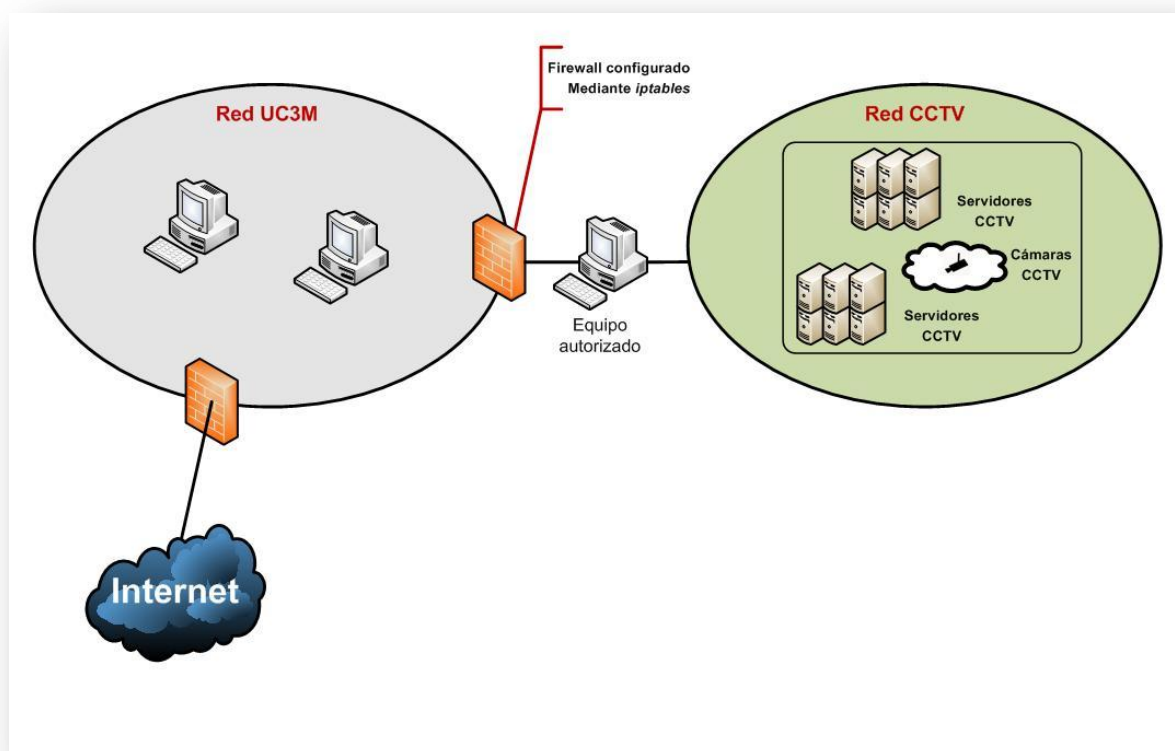 Firewall configurado
Mediante iptables
Red UC3M
Red CCTV
Servidores
CCTV
Cámaras
CCTV
Servidores
CCTV
Equipo
autorizado
Internet